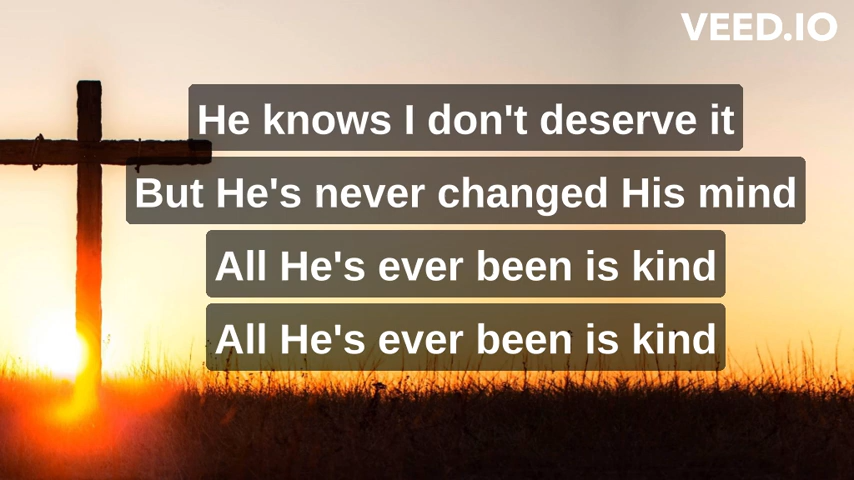 VEED.IO
He knows I don't deserve it
But He's never changed His mind
All He's ever been is kind
All He's ever been is kind